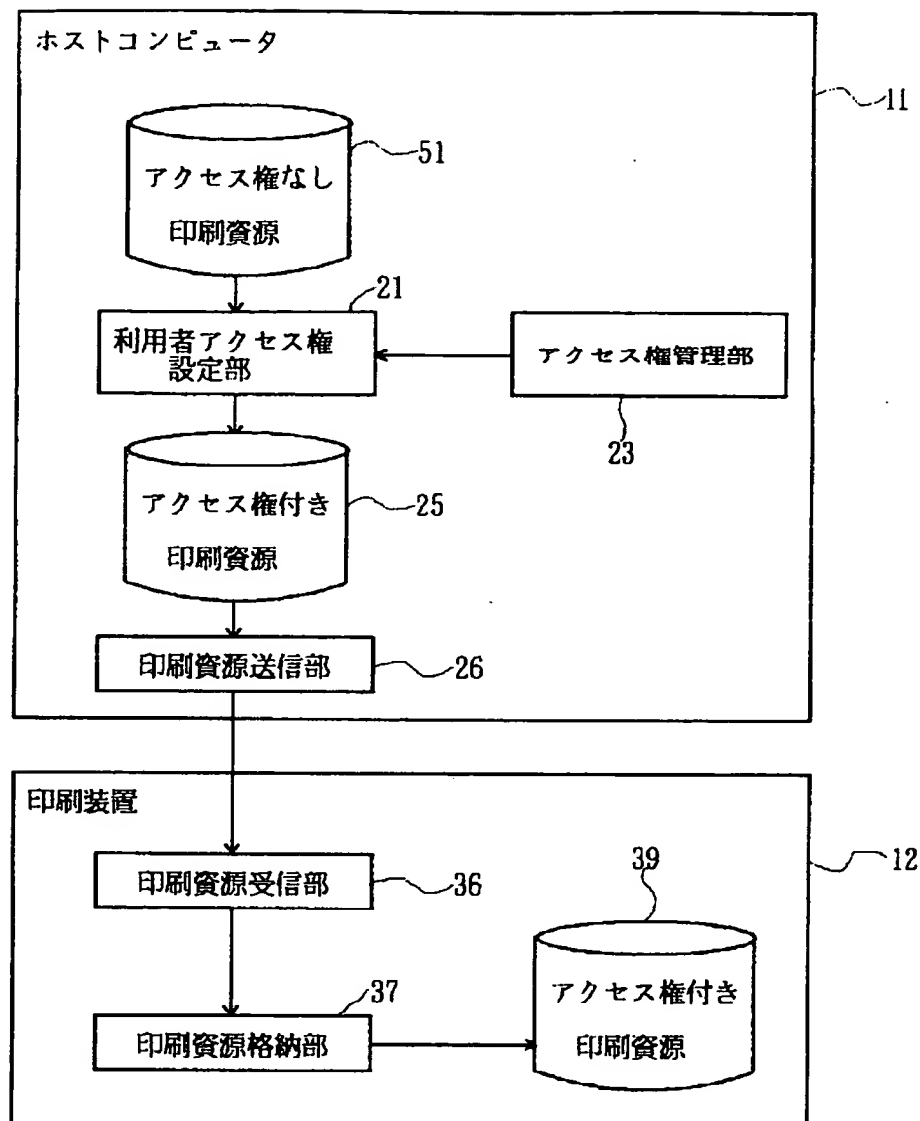 ホストコンピュータ
11
アクセス権なし
印刷資源
51
21
利用者アクセス権
設定部
アクセス権管理部
23
アクセス権付き
印刷資源
25
印刷資源送信部
26
印刷装置
12
印刷資源受信部
36
39
アクセス権付き
印刷資源
37
印刷資源格納部